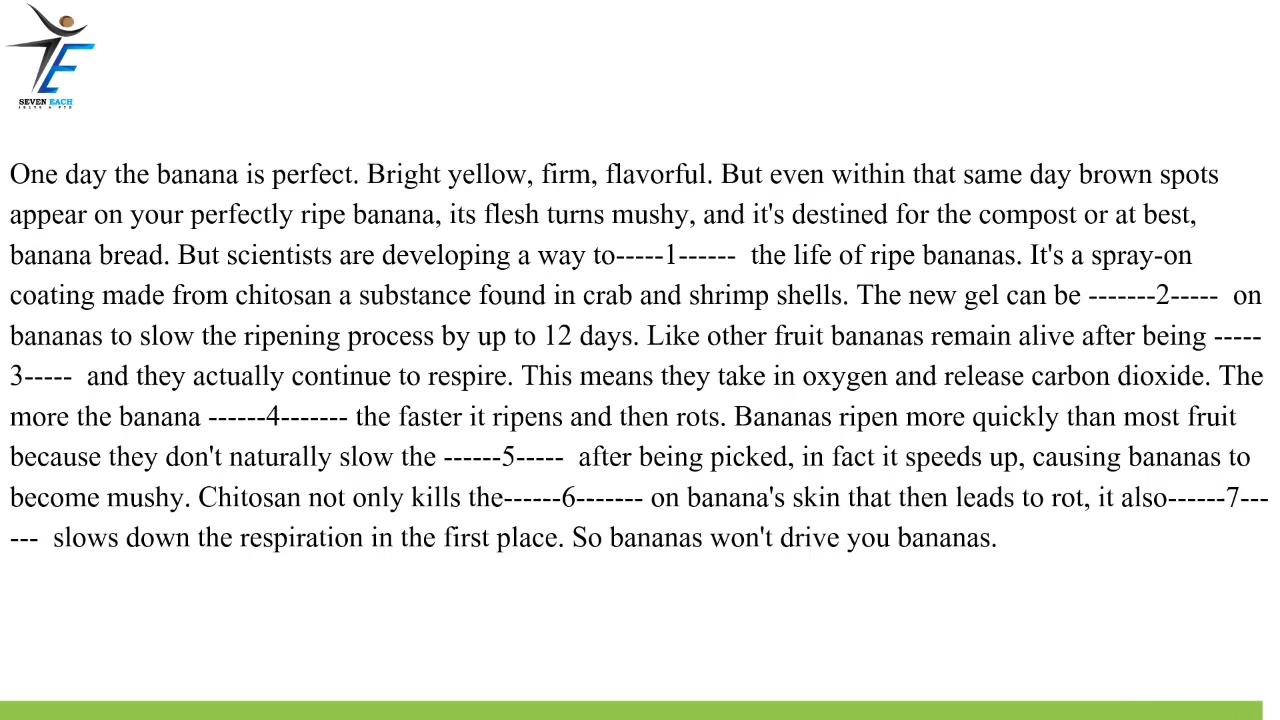 SEVEN EACH
IELTS & PTE
One day the banana is perfect. Bright yellow, firm, flavorful. But even within that same day brown spots
appear on your perfectly ripe banana, its flesh turns mushy, and it's destined for the compost or at best,
banana bread. But scientists are developing a way to-----1------ the life of ripe bananas. It's a spray-on
coating made from chitosan a substance found in crab and shrimp shells. The new gel can be -------2----- on
bananas to slow the ripening process by up to 12 days. Like other fruit bananas remain alive after being -----
3----- and they actually continue to respire. This means they take in oxygen and release carbon dioxide. The
more the banana ------4------- the faster it ripens and then rots. Bananas ripen more quickly than most fruit
because they don't naturally slow the ------5----- after being picked, in fact it speeds up, causing bananas to
become mushy. Chitosan not only kills the------6------- on banana's skin that then leads to rot, it also------7---
--- slows down the respiration in the first place. So bananas won't drive you bananas.